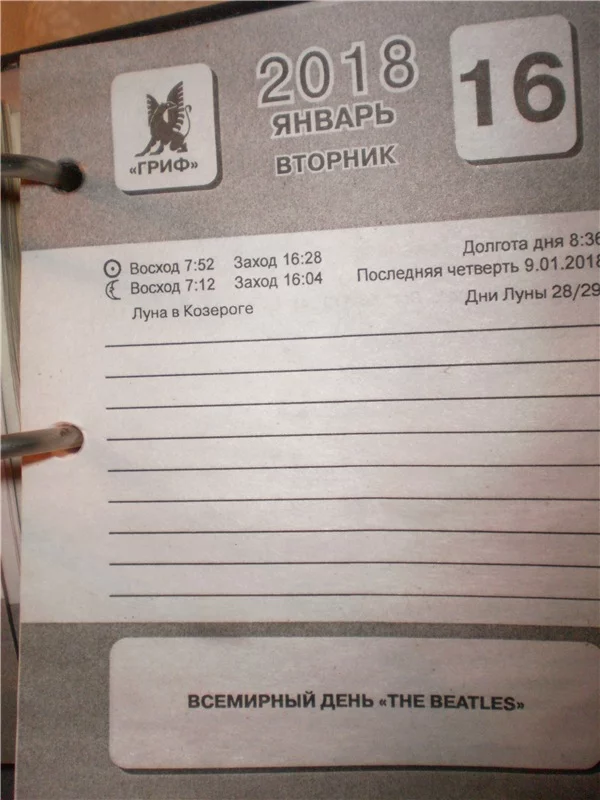 2018
ЯНВАРЬ
ВТОРНИК
16
«ГРИФ»
Восход 7:52 Заход 16:28
Долгота дня 8:36
Восход 7:12 Заход 16:04
Последняя четверть 9.01.2018
Луна в Козероге
Дни Луны 28/29
ВСЕМИРНЫЙ ДЕНЬ «THE BEATLES»